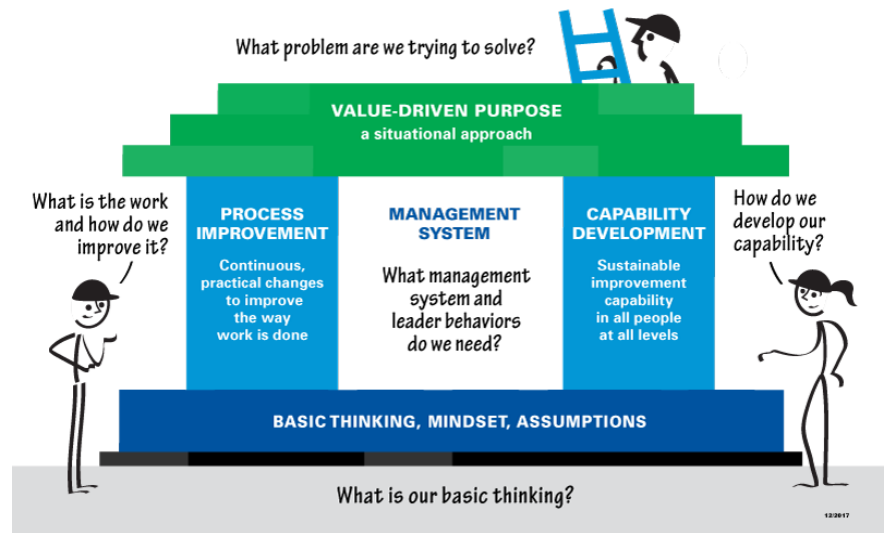 What problem are we trying to solve?
VALUE-DRIVEN PURPOSE
a situational approach
What is the work
and how do we
improve it?
PROCESS
IMPROVEMENT
Continuous,
practical changes
to improve
the way
work is done
MANAGEMENT
SYSTEM
What management
system and
leader behaviors
do we need?
CAPABILITY
DEVELOPMENT
Sustainable
improvement
capability
in all people
at all levels
How do we
develop our
capability?
BASIC THINKING, MINDSET, ASSUMPTIONS
What is our basic thinking?
12/2017